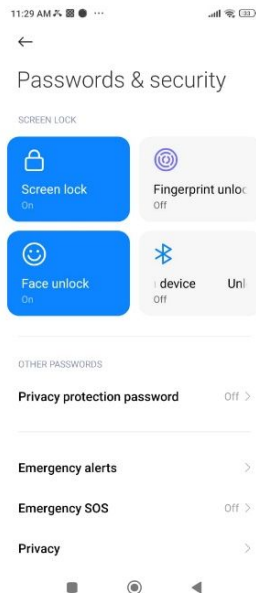 11:29 AM
Passwords & security
SCREEN LOCK
Screen lock
On
Fingerprint unloc
Off
Face unlock
On
device Unl
Off
OTHER PASSWORDS
Privacy protection password Off
Emergency alerts
Emergency SOS Off
Privacy